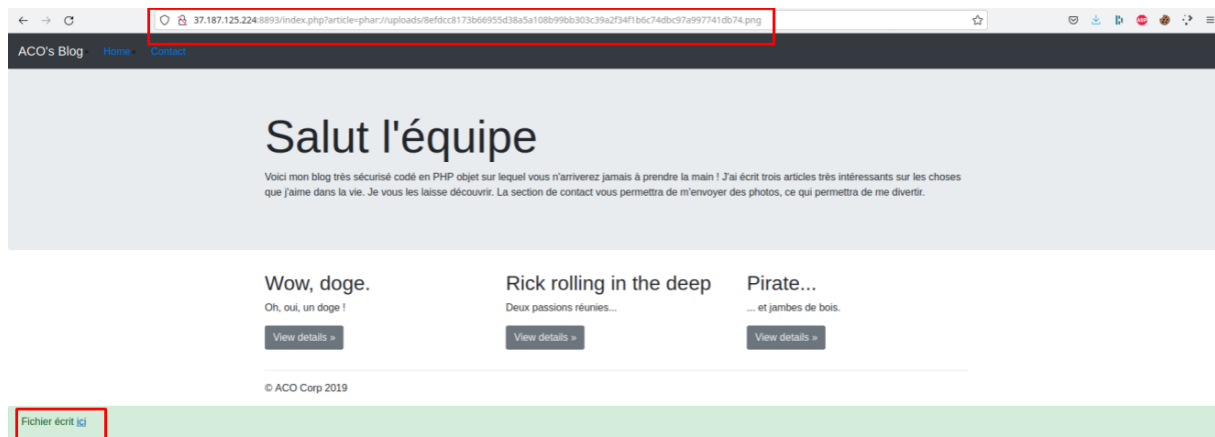 37.187.125.224:8893/index.php?article=phar://uploads/8efdcc8173b66955d38a5a108b99bb303c39a2f34f1b6c74dbc97a997741db74.png
ACO's Blog Home Contact
Salut l'équipe
Voici mon blog très sécurisé codé en PHP objet sur lequel vous n'arriverez jamais à prendre la main ! J'ai écrit trois articles très intéressants sur les choses
que j'aime dans la vie. Je vous les laisse découvrir. La section de contact vous permettra de m'envoyer des photos, ce qui permettra de me divertir.
Wow, doge. Rick rolling in the deep Pirate...
Oh, oui, un doge ! Deux passions réunies... ... et jambes de bois.
View details » View details » View details »
© ACO Corp 2019
Fichier écrit ici